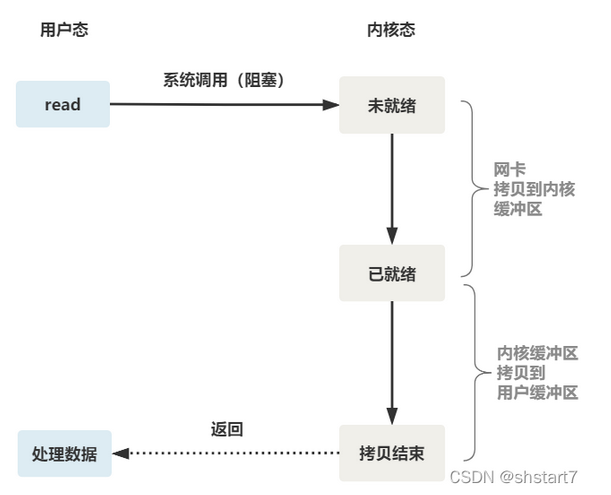 用户态
内核态
系统调用（阻塞）
read
未就绪
网卡
拷贝到内核
缓冲区
已就绪
内核缓冲区
拷贝到
用户缓冲区
返回
处理数据
拷贝结束
CSDN @shstart7